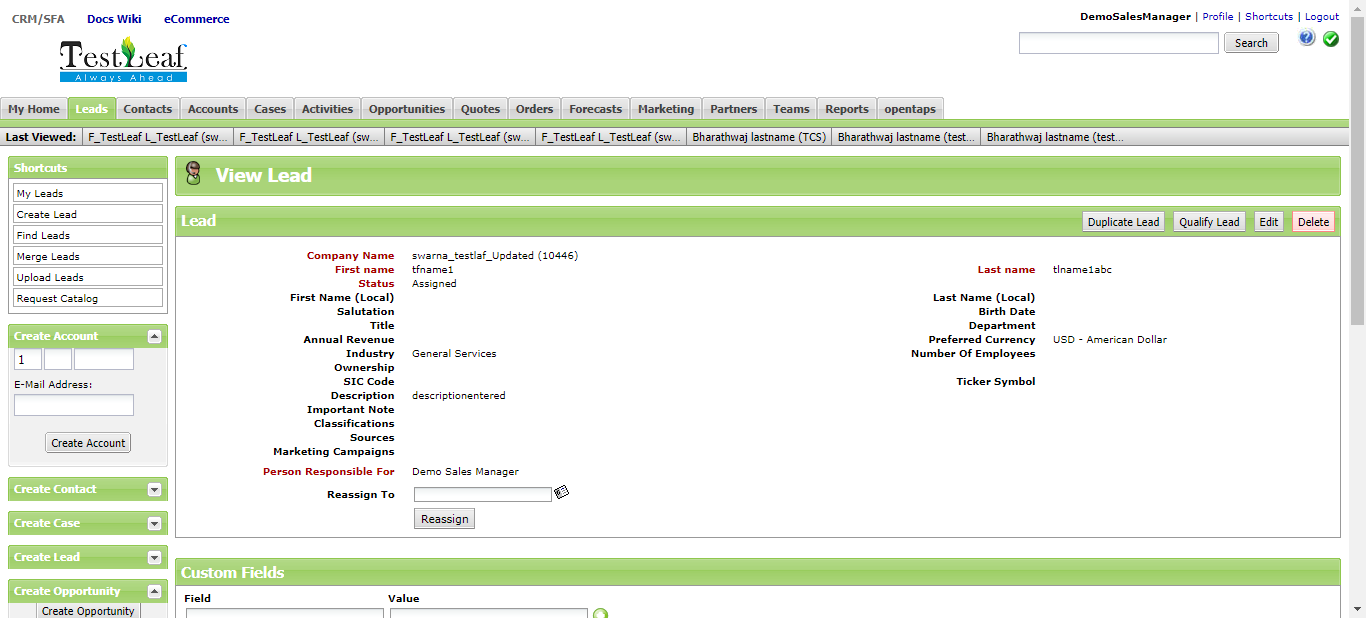 CRM/SFA Docs Wiki eCommerce
DemoSalesManager | Profile | Shortcuts | Logout
TestLeaf
Always Ahead
Search
My Home Leads Contacts Accounts Cases Activities Opportunities Quotes Orders Forecasts Marketing Partners Teams Reports opentaps
Last Viewed: F_TestLeaf L_TestLeaf (sw... F_TestLeaf L_TestLeaf (sw... F_TestLeaf L_TestLeaf (sw... F_TestLeaf L_TestLeaf (sw... Bharathwaj lastname (TCS) Bharathwaj lastname (test... Bharathwaj lastname (test...
Shortcuts
My Leads
Create Lead
Find Leads
Merge Leads
Upload Leads
Request Catalog
Create Account
1
E-Mail Address:
Create Account
Create Contact
Create Case
Create Lead
Create Opportunity
Create Opportunity
View Lead
Lead
Duplicate Lead Qualify Lead Edit Delete
Company Name swarna_testlaf_Updated (10446)
First name tfname1 Last name tlname1abc
Status Assigned
First Name (Local) Last Name (Local)
Salutation Birth Date
Title Department
Annual Revenue Preferred Currency USD - American Dollar
Industry General Services Number Of Employees
Ownership
SIC Code Ticker Symbol
Description descriptionentered
Important Note
Classifications
Sources
Marketing Campaigns
Person Responsible For Demo Sales Manager
Reassign To
Reassign
Custom Fields
Field Value